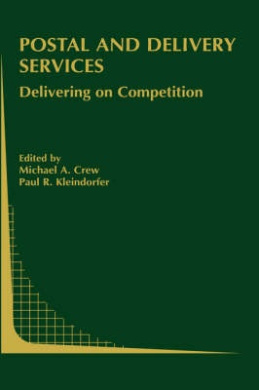 POSTAL AND DELIVERY
SERVICES
Delivering on Competition
Edited by
Michael A. Crew
Paul R. Kleindorfer